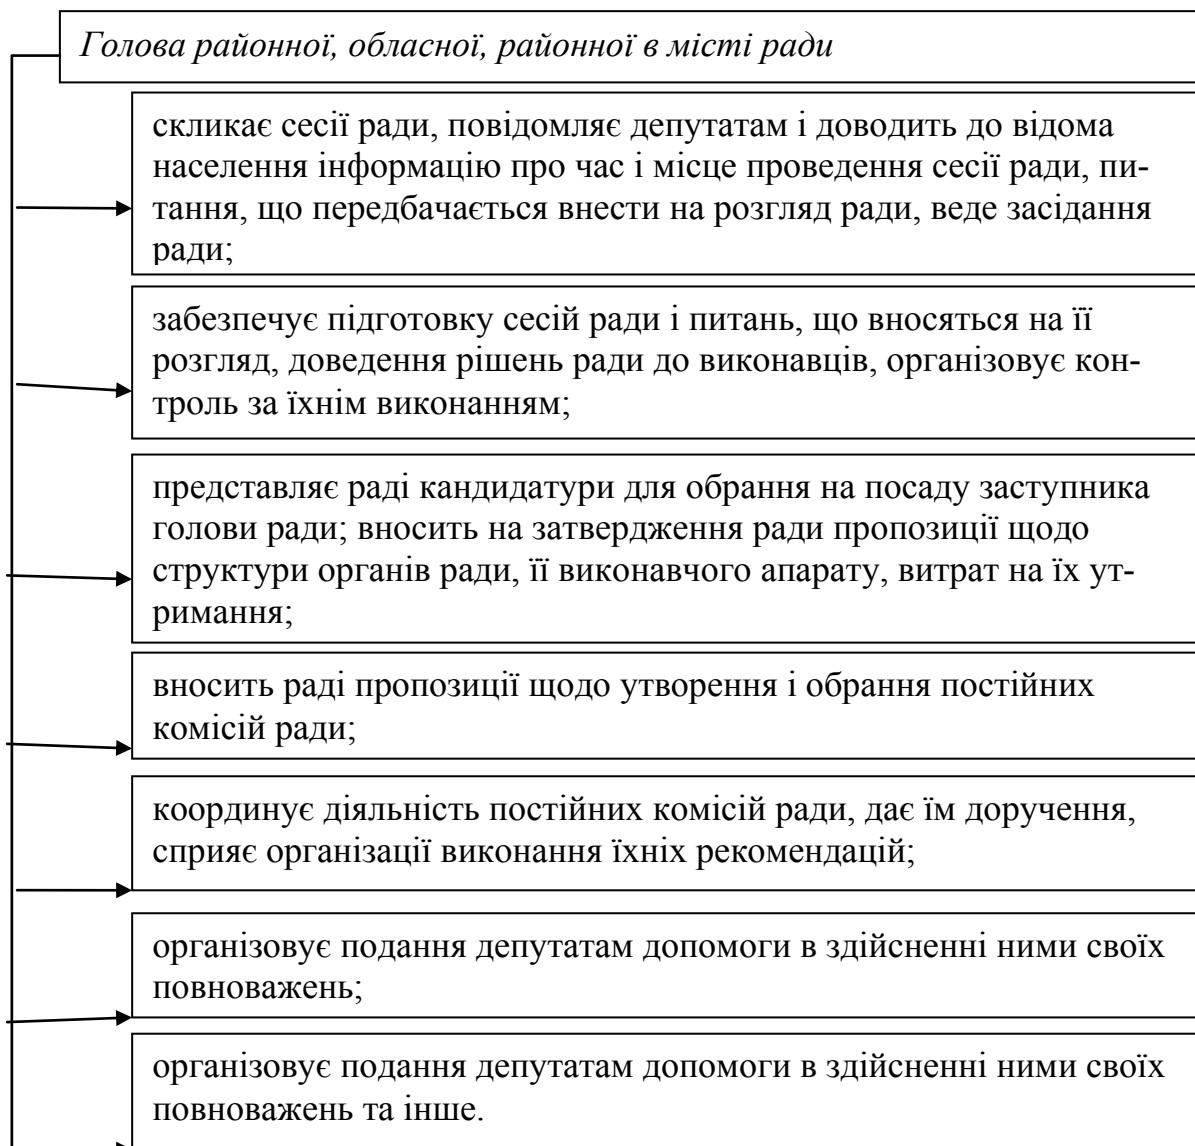 Голова районної, обласної, районної в місті ради
скликає сесії ради, повідомляє депутатам і доводить до відома
населення інформацію про час і місце проведення сесії ради, пи-
тання, що передбачається внести на розгляд ради, веде засідання
ради;
забезпечує підготовку сесій ради і питань, що вносяться на її
розгляд, доведення рішень ради до виконавців, організовує кон-
троль за їхнім виконанням;
представляє раді кандидатури для обрання на посаду заступника
голови ради; вносить на затвердження ради пропозиції щодо
структури органів ради, її виконавчого апарату, витрат на їх ут-
римання;
вносить раді пропозиції щодо утворення і обрання постійних
комісій ради;
координує діяльність постійних комісій ради, дає їм доручення,
сприяє організації виконання їхніх рекомендацій;
організовує подання депутатам допомоги в здійсненні ними своїх
повноважень;
організовує подання депутатам допомоги в здійсненні ними своїх
повноважень та інше.